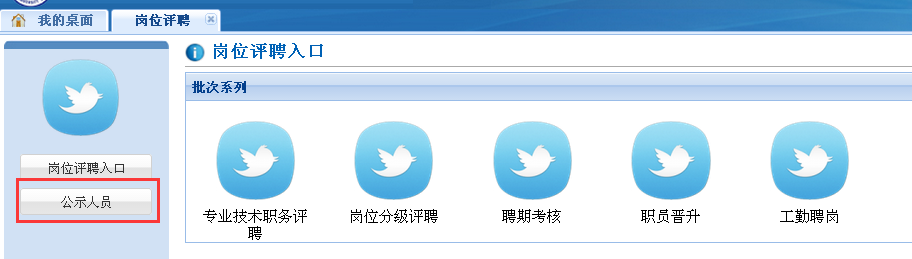 我的桌面
岗位评聘
岗位评聘入口
公示人员
岗位评聘入口
批次系列
专业技术职务评
聘
岗位分级评聘
聘期考核
职员晋升
工勤聘岗